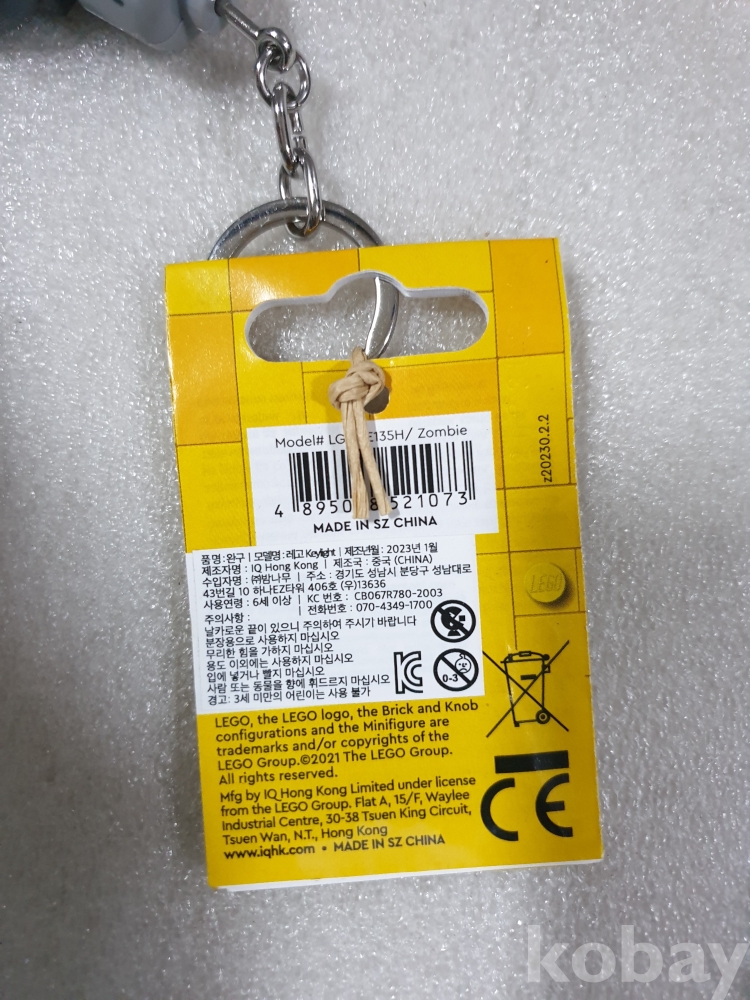 Model# E135H/ Zombie
z20230.2.2
4 8950 8 521073
MADE IN SZ CHINA
품명:완구 | 모델명:레고 Keylight | 제조년월: 2023년 1월
제조자명 : IQ Hong Kong | 제조국 : 중국 (CHINA)
수입자명 : ㈜밤나무 | 주소 : 경기도 성남시 분당구 성남대로
43번길 10 하나EZ타워 406호 (우)13636
사용연령 : 6세 이상 | KC 번호 : CB067R780-2003
| 전화번호 : 070-4349-1700
주의사항 :
날카로운 끝이 있으니 주의하여 주시기 바랍니다
분장용으로 사용하지 마십시오
무리한 힘을 가하지 마십시오
용도 이외에는 사용하지 마십시오
입에 넣거나 빨지 마십시오
사람 또는 동물을 향에 휘드르지 마십시오
경고: 3세 미만의 어린이는 사용 불가
0-3
LEGO
LEGO, the LEGO logo, the Brick and Knob
configurations and the Minifigure are
trademarks and/or copyrights of the
LEGO Group.©2021 The LEGO Group.
All rights reserved.
Mfg by IQ Hong Kong Limited under license
from the LEGO Group. Flat A, 15/F, Waylee
Industrial Centre, 30-38 Tsuen King Circuit,
Tsuen Wan, N.T., Hong Kong
www.iqhk.com • MADE IN SZ CHINA
CE
kobay